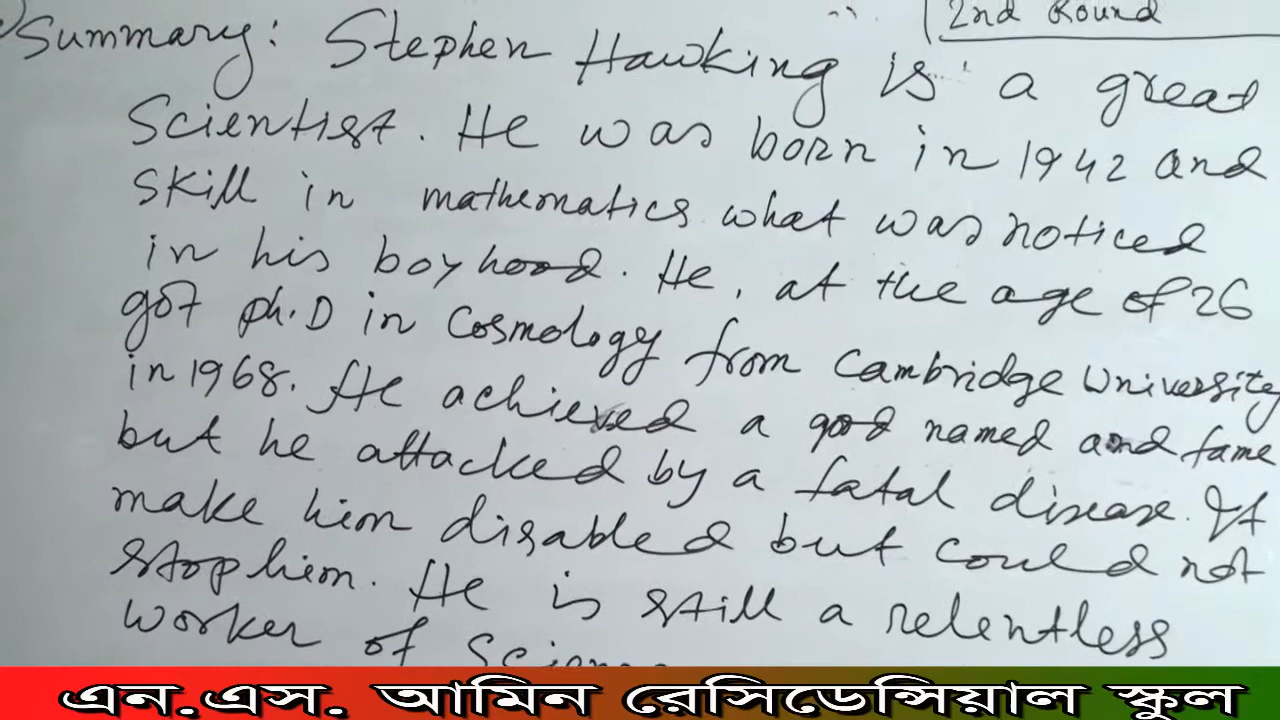 2nd Round
Summary: Stephen Hawking is a great
Scientist. He was born in 1942 and
skill in mathematics what was noticed
in his boyhood. He, at the age of 26
got ph.D in Cosmology from Cambridge University
in 1968. He achieved a good named and fame
but he attacked by a fatal disease. It
make him disabled but could not
stop him. He is still a relentless
worker of
এন.এস. আমিন রেসিডেন্সিয়াল স্কুল